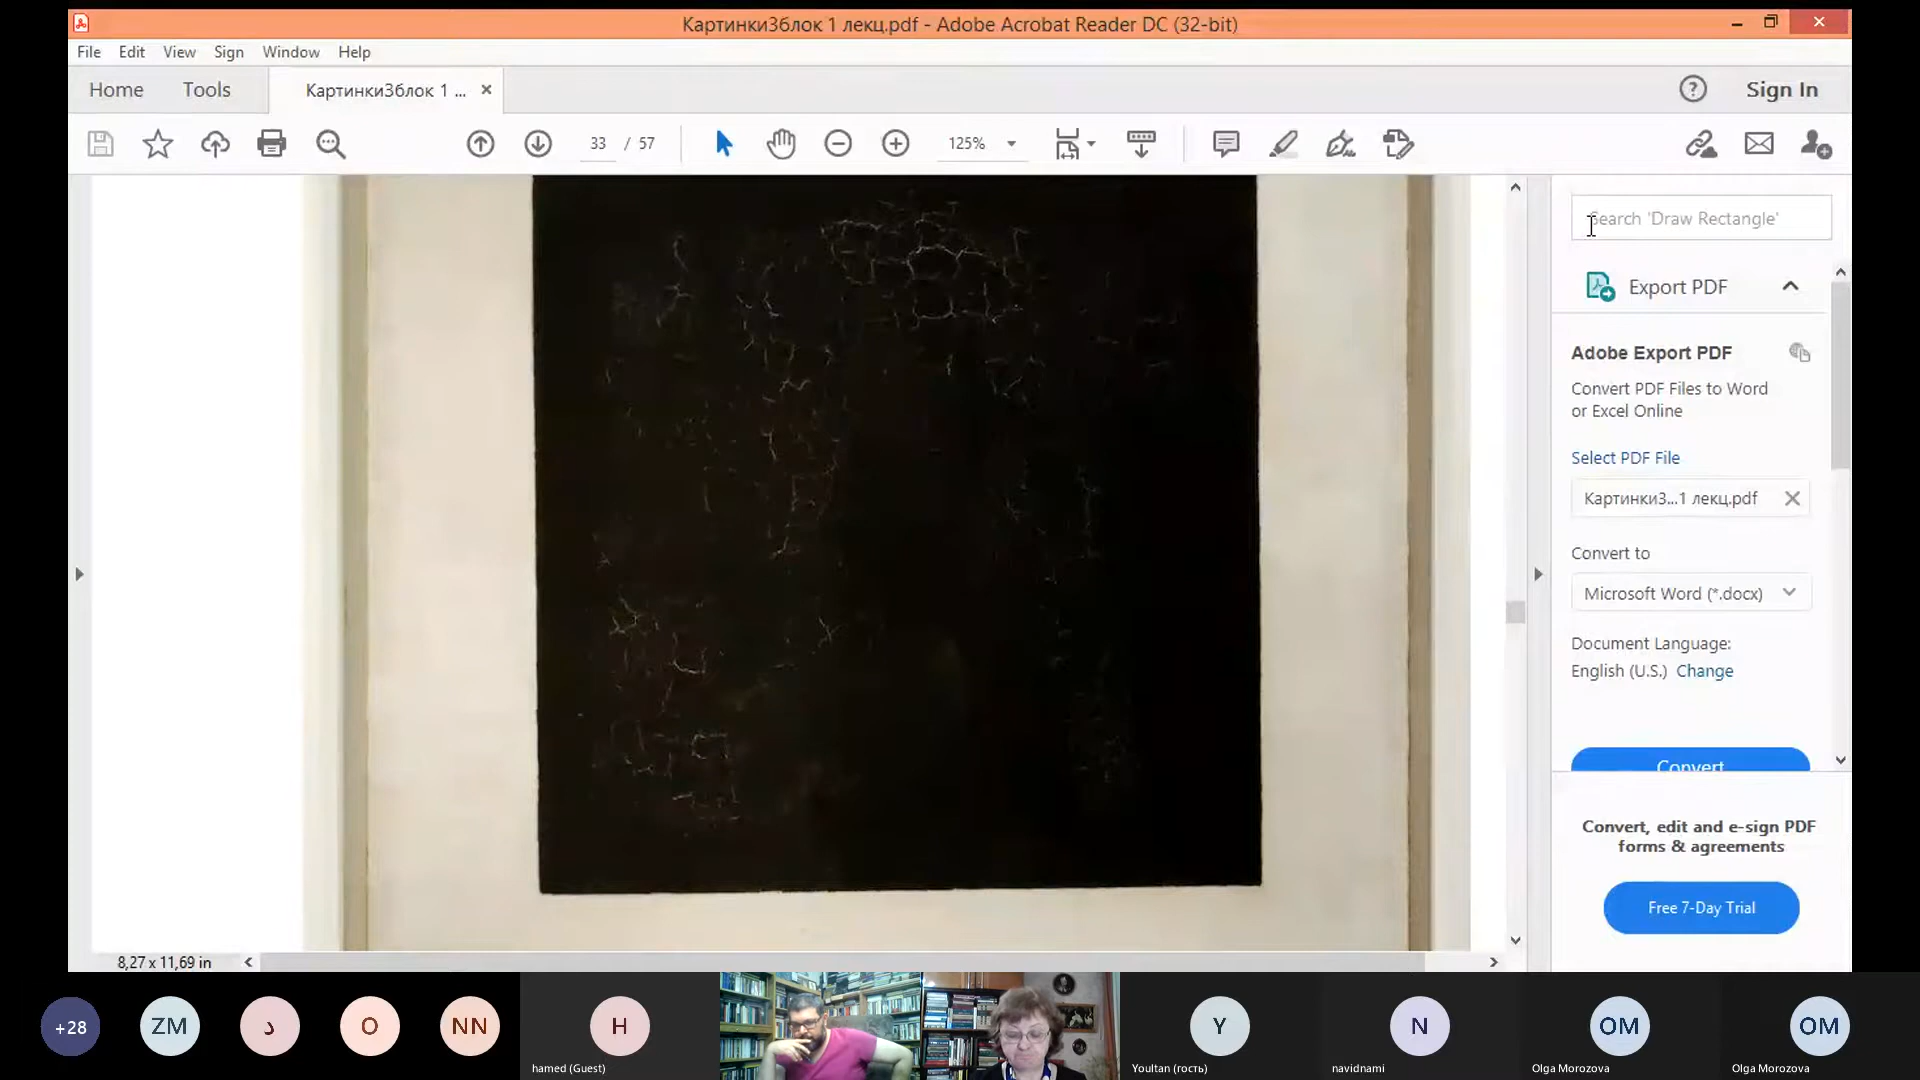 Картинки3блок 1 лекц.pdf - Adobe Acrobat Reader DC (32-bit)
File Edit View Sign Window Help
Home Tools Картинки3блок 1 ... Sign In
33 / 57 125%
Search 'Draw Rectangle'
Export PDF
Adobe Export PDF
Convert PDF Files to Word
or Excel Online
Select PDF File
Картинки3...1 лекц.pdf
Convert to
Microsoft Word (*.docx)
Document Language:
English (U.S.) Change
Convert
Convert, edit and e-sign PDF
forms & agreements
Free 7-Day Trial
8,27 x 11,69 in
+28 ZM د O NN H Y N OM OM
hamed (Guest) Youltan (гость) navidnami Olga Morozova Olga Morozova